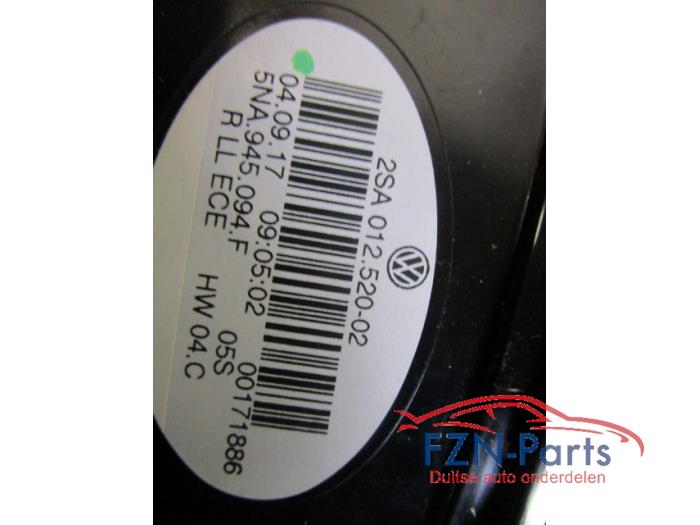 2SA 012.520-02
04.09.17 09:05:02 00171886
5NA.945.094.F 05S
R LL ECE HW 04.C
FZN-Parts
Duitse auto onderdelen